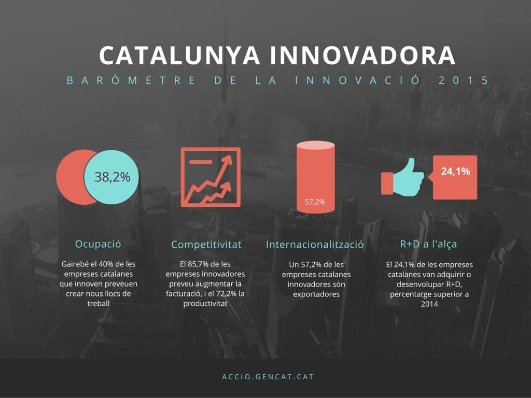 CATALUNYA INNOVADORA
BARÒMETRE DE LA INNOVACIÓ 2015
38,2%
57,2%
24,1%
Ocupació
Gairebé el 40% de les
empreses catalanes
que innoven preveuen
crear nous llocs de
treball
Competitivitat
El 85,7% de les
empreses innovadores
preveu augmentar la
facturació, i el 72,2% la
productivitat
Internacionalització
Un 57,2% de les
empreses catalanes
innovadores són
exportadores
R+D a l'alça
El 24,1% de les empreses
catalanes van adquirir o
desenvolupar R+D,
percentatge superior a
2014
ACCIO.GENCAT.CAT